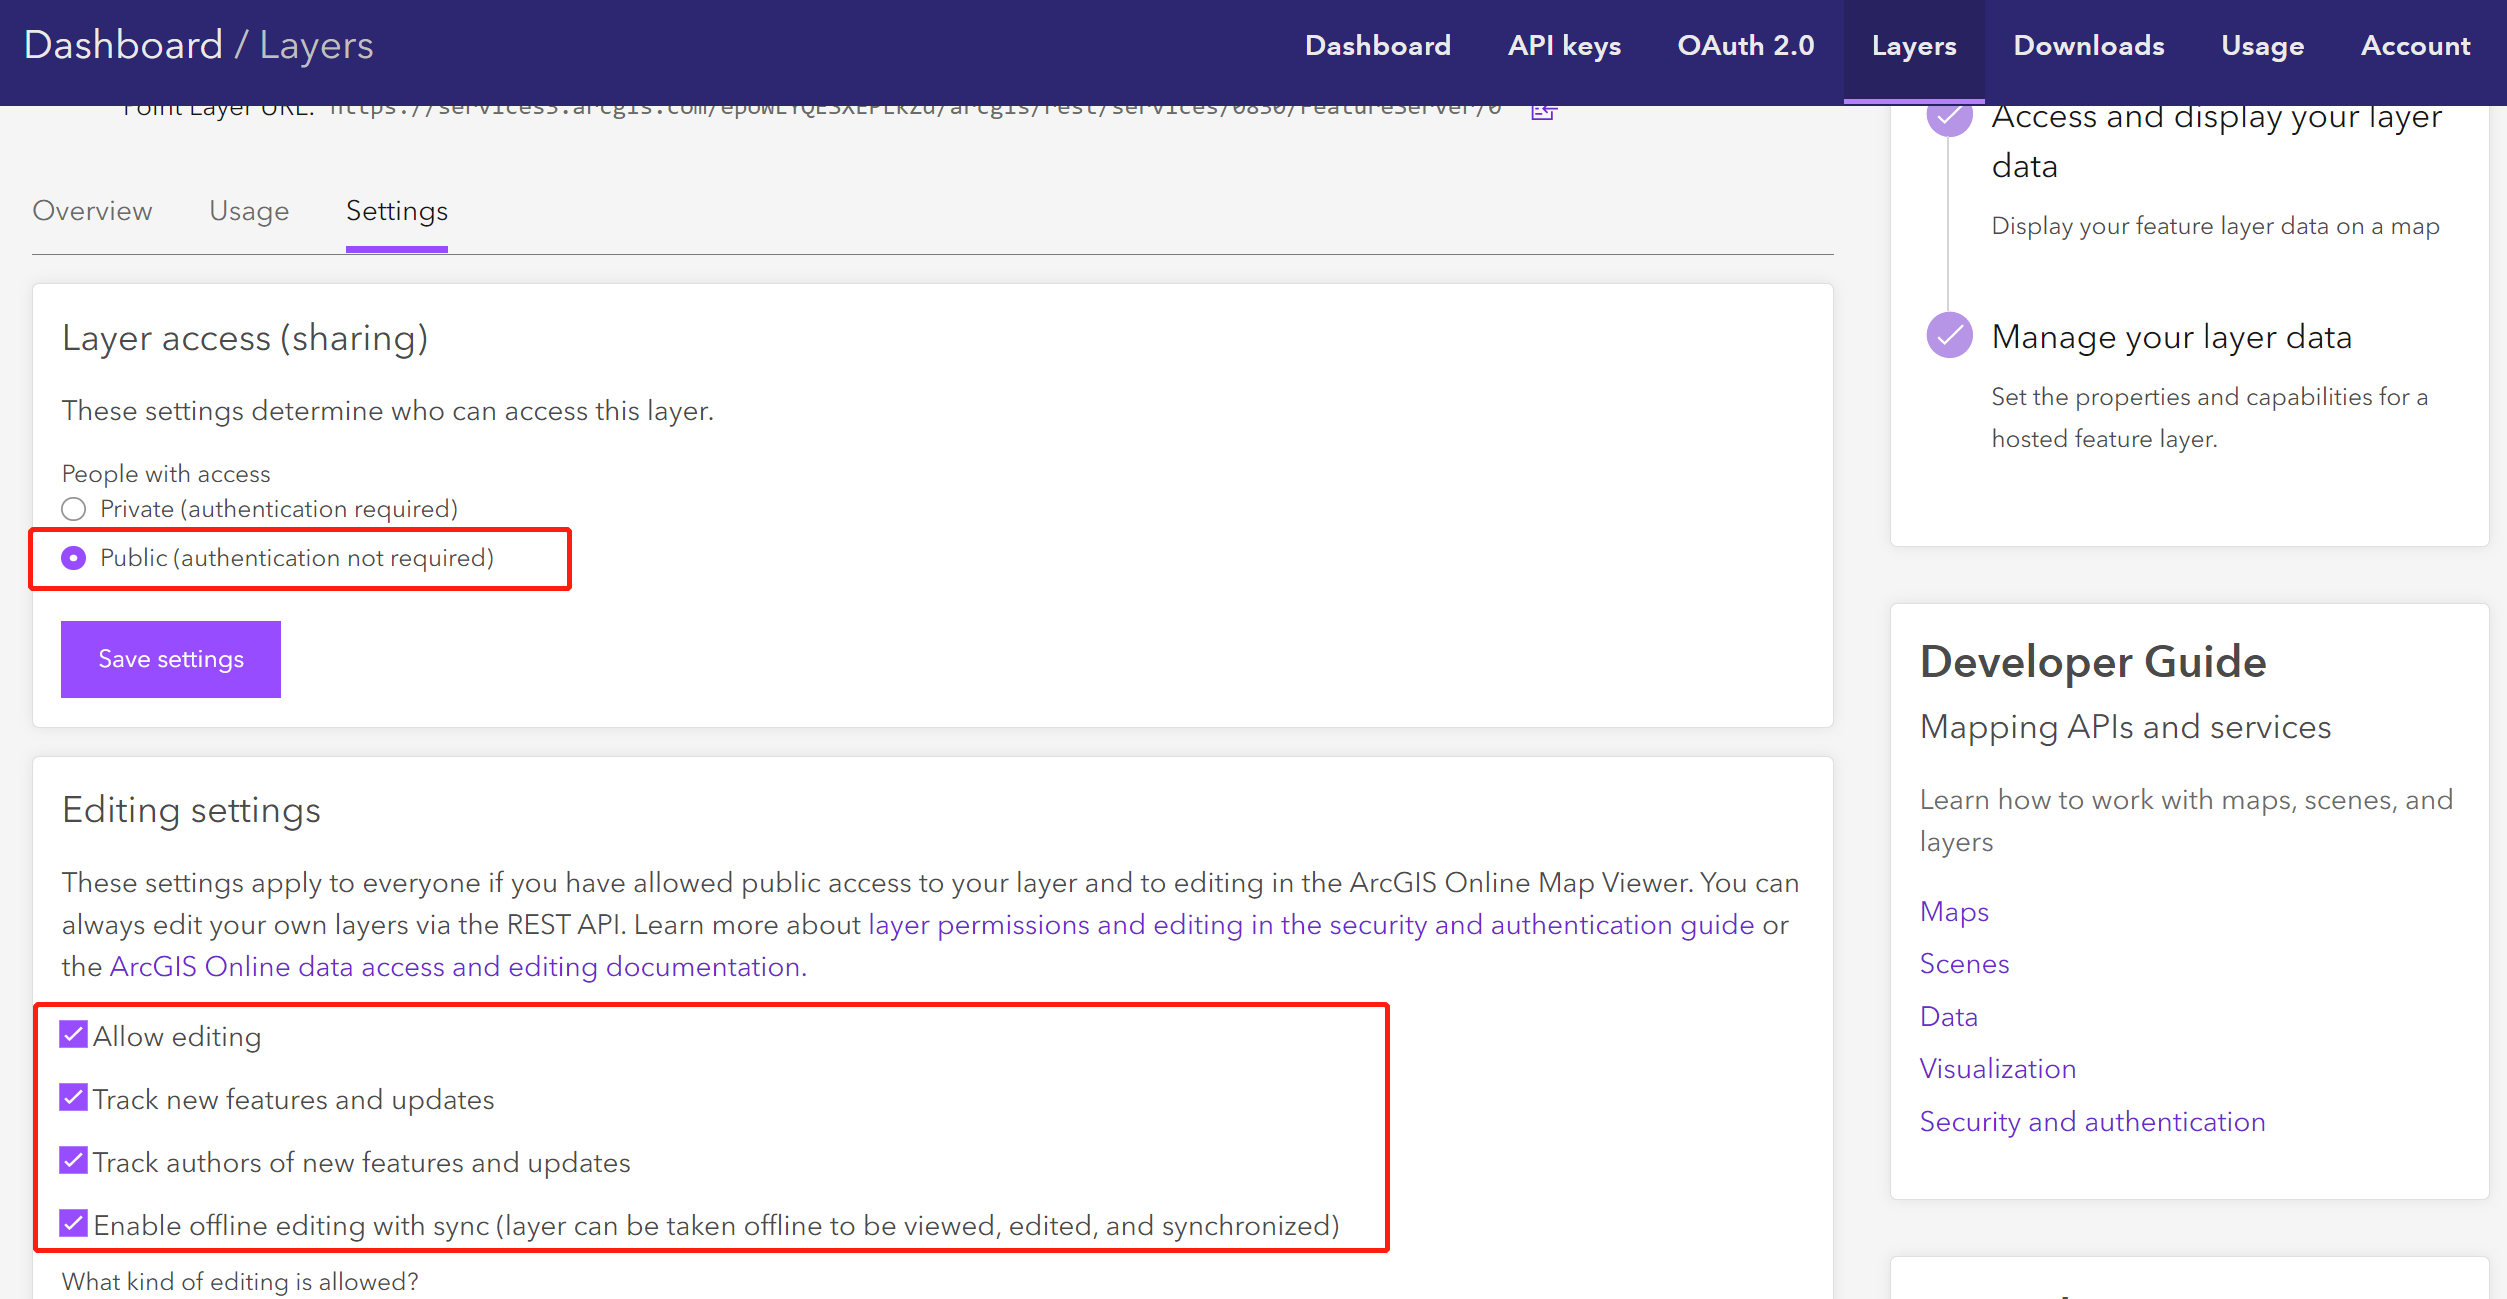 Dashboard / Layers
Dashboard API keys OAuth 2.0 Layers Downloads Usage Account
Point Layer URL:
Overview Usage Settings
Layer access (sharing)
These settings determine who can access this layer.
People with access
Private (authentication required)
Public (authentication not required)
Save settings
Editing settings
These settings apply to everyone if you have allowed public access to your layer and to editing in the ArcGIS Online Map Viewer. You can
always edit your own layers via the REST API. Learn more about layer permissions and editing in the security and authentication guide or
the ArcGIS Online data access and editing documentation.
Allow editing
Track new features and updates
Track authors of new features and updates
Enable offline editing with sync (layer can be taken offline to be viewed, edited, and synchronized)
What kind of editing is allowed?
Access and display your layer
data
Display your feature layer data on a map
Manage your layer data
Set the properties and capabilities for a
hosted feature layer.
Developer Guide
Mapping APIs and services
Learn how to work with maps, scenes, and
layers
Maps
Scenes
Data
Visualization
Security and authentication